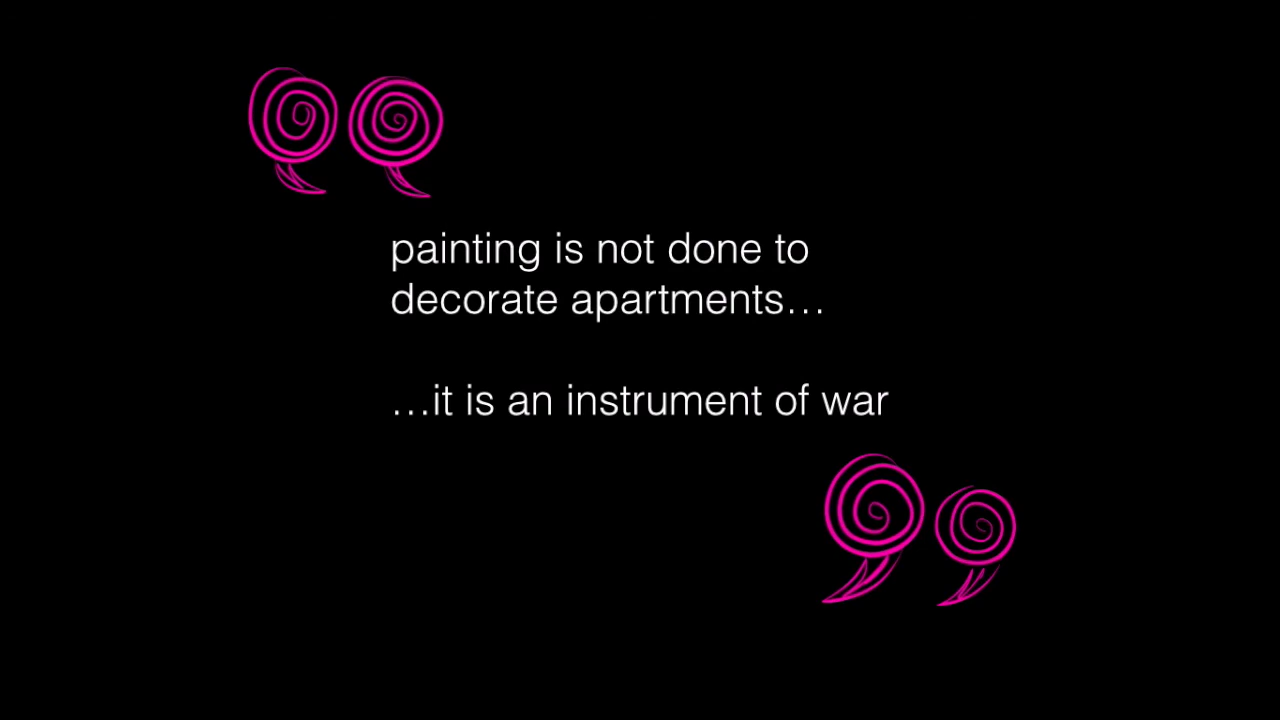 painting is not done to
decorate apartments…
…it is an instrument of war